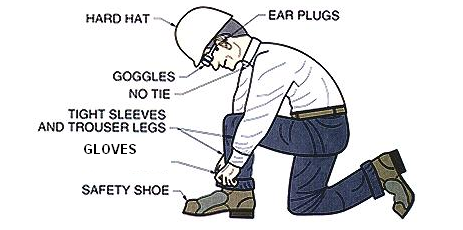 HARD HAT
EAR PLUGS
GOGGLES
NO TIE
TIGHT SLEEVES
AND TROUSER LEGS
GLOVES
SAFETY SHOE